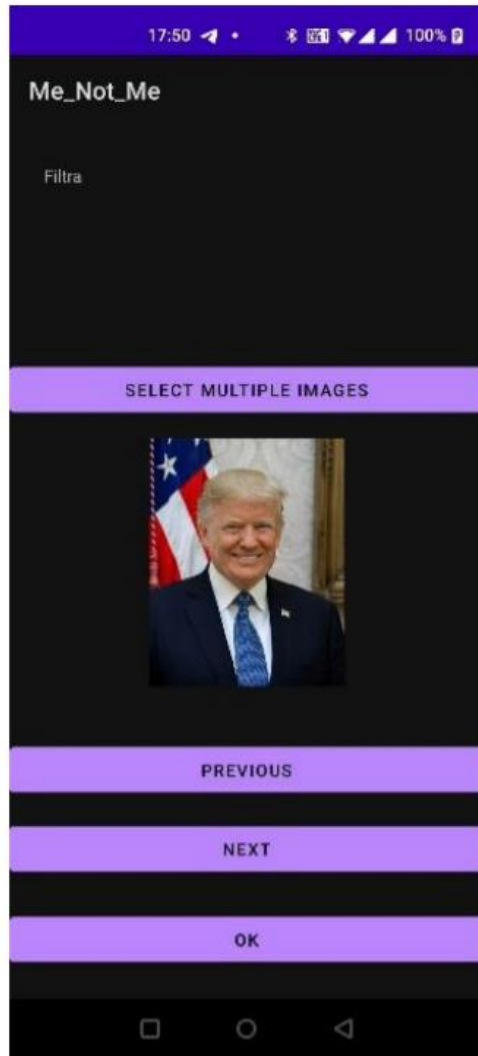 17:50
100%
Me_Not_Me
Filtra
SELECT MULTIPLE IMAGES
PREVIOUS
NEXT
OK